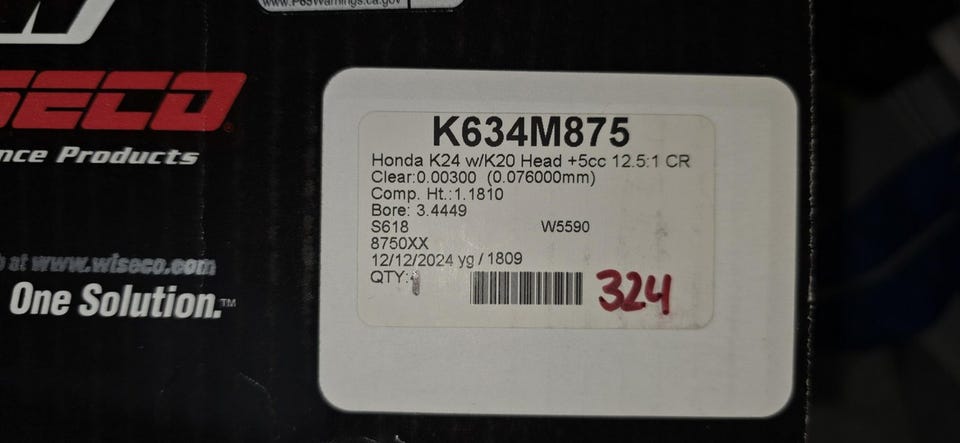 www.P65Warnings.ca.gov
SECO
nce Products
at www.wiseco.com
One Solution.™
K634M875
Honda K24 w/K20 Head +5cc 12.5:1 CR
Clear:0.00300 (0.076000mm)
Comp. Ht.:1.1810
Bore: 3.4449
S618 W5590
8750XX
12/12/2024 yg / 1809
QTY:
324